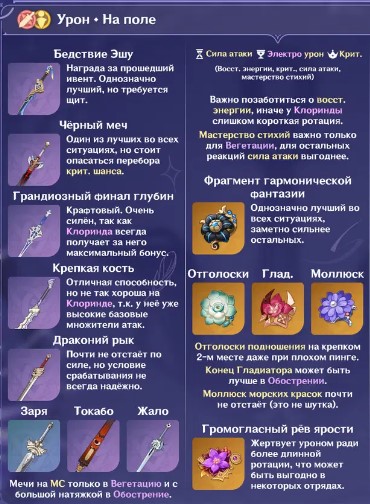 Урон • На поле
Бедствие Эшу
Награда за прошедший
ивент. Однозначно
лучший, но требуется
щит.
Чёрный меч
Один из лучших во всех
ситуациях, но стоит
опасаться перебора
крит. шанса.
Грандиозный финал глубин
Крафтовый. Очень
силён, так как
Клоринда всегда
получает за него
максимальный бонус.
Крепкая кость
Отличная способность,
но не так хороша на
Клоринде, т.к. у неё уже
высокие базовые
множители атак.
Драконий рык
Почти не отстаёт по
силе, но условие
срабатывания не
всегда надёжно.
Заря Токабо Жало
Мечи на МС только в Вегетацию и с
большой натяжкой в Обострение.
Сила атаки Электро урон Крит.
(Восст. энергии, крит., сила атаки,
мастерство стихий)
Важно позаботиться о восст.
энергии, иначе у Клоринды
слишком короткая ротация.
Мастерство стихий важно только
для Вегетации, для остальных
реакций сила атаки выгоднее.
Фрагмент гармонической
фантазии
Однозначно лучший во
всех ситуациях,
заметно сильнее
остальных.
Отголоски Глад. Моллюск
Отголоски подношения на крепком
2-м месте даже при плохом пинге.
Конец Гладиатора может быть
лучше в Обострении.
Моллюск морских красок почти
не отстаёт (это не шутка).
Громогласный рёв ярости
Жертвует уроном ради
более длинной
ротации, что может
быть выгодно в
некоторых отрядах.